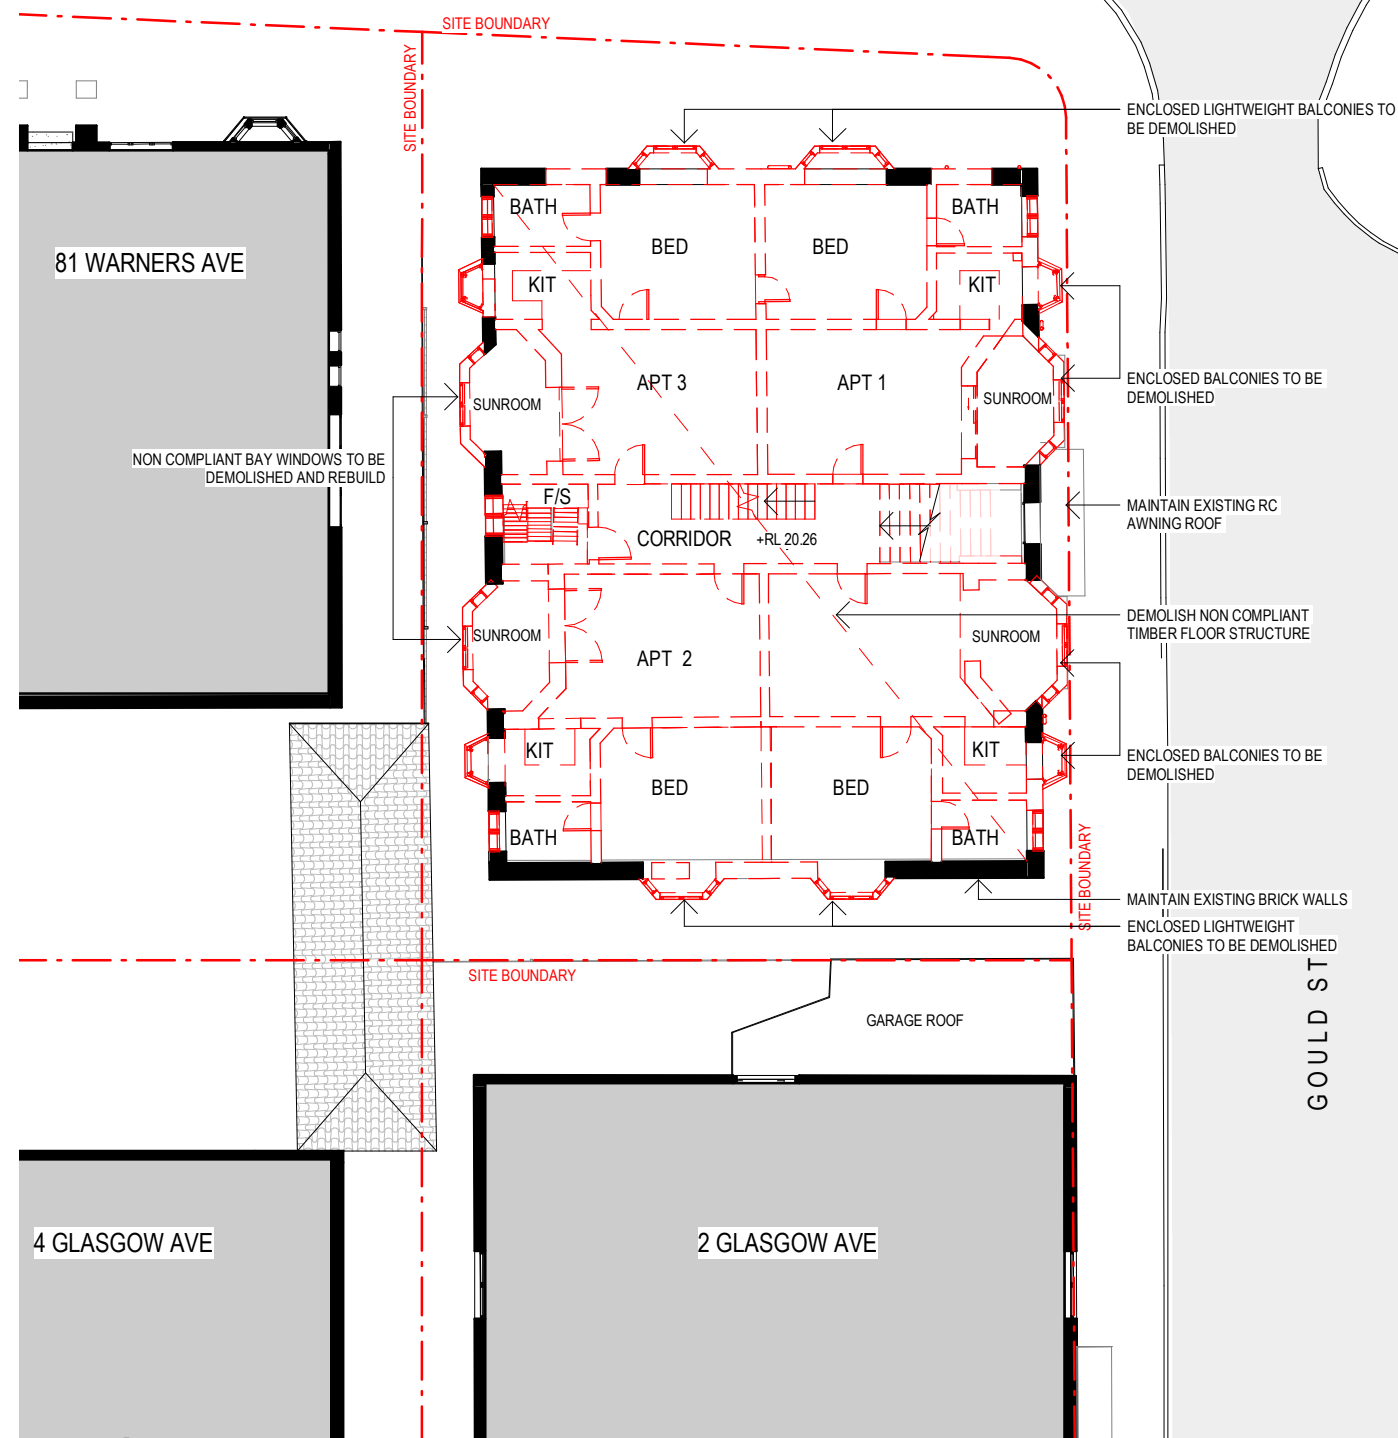 SITE BOUNDARY
SITE BOUNDARY
ENCLOSED LIGHTWEIGHT BALCONIES TO
BE DEMOLISHED
BATH
BATH
BED
BED
81 WARNERS AVE
KIT
KIT
APT 3
APT 1
ENCLOSED BALCONIES TO BE
DEMOLISHED
SUNROOM
SUNROOM
NON COMPLIANT BAY WINDOWS TO BE
DEMOLISHED AND REBUILD
F/S
MAINTAIN EXISTING RC
AWNING ROOF
CORRIDOR
+RL 20.26
DEMOLISH NON COMPLIANT
TIMBER FLOOR STRUCTURE
SUNROOM
SUNROOM
APT 2
KIT
KIT
ENCLOSED BALCONIES TO BE
DEMOLISHED
BED
BED
BATH
BATH
SITE BOUNDARY
MAINTAIN EXISTING BRICK WALLS
ENCLOSED LIGHTWEIGHT
BALCONIES TO BE DEMOLISHED
SITE BOUNDARY
GARAGE ROOF
GOULD ST
4 GLASGOW AVE
2 GLASGOW AVE